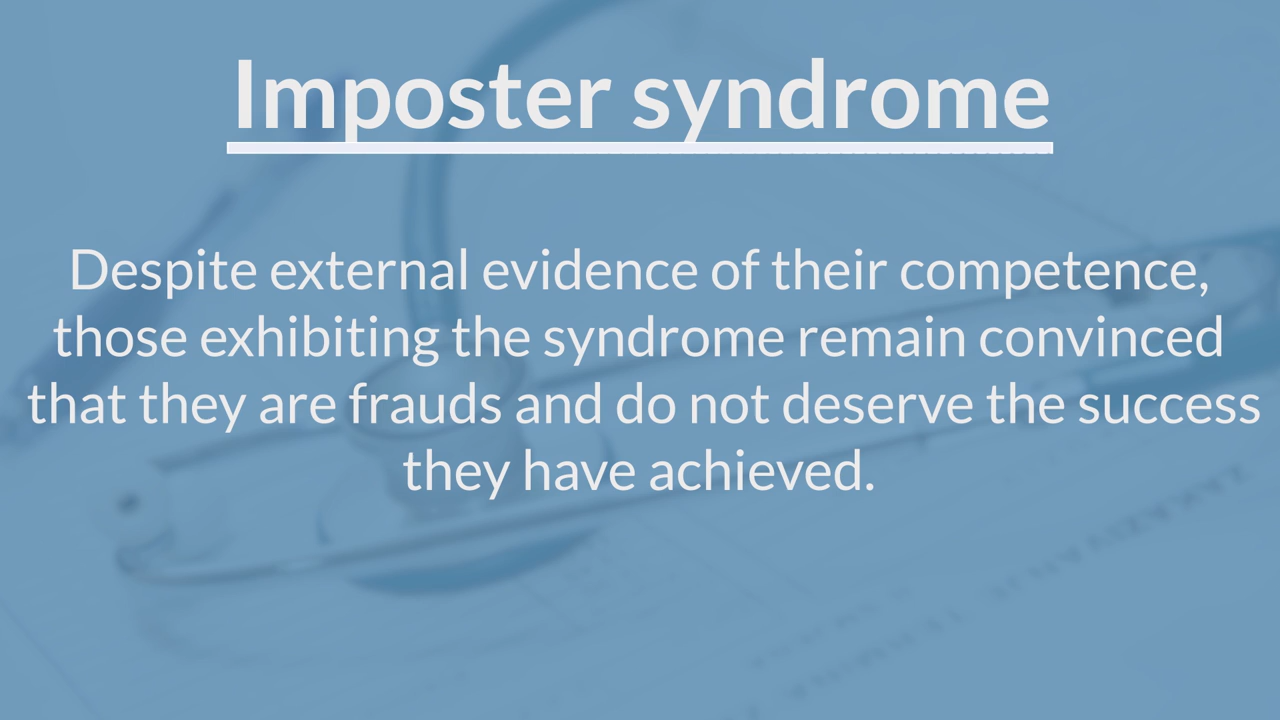 Imposter syndrome
Despite external evidence of their competence,
those exhibiting the syndrome remain convinced
that they are frauds and do not deserve the success
they have achieved.